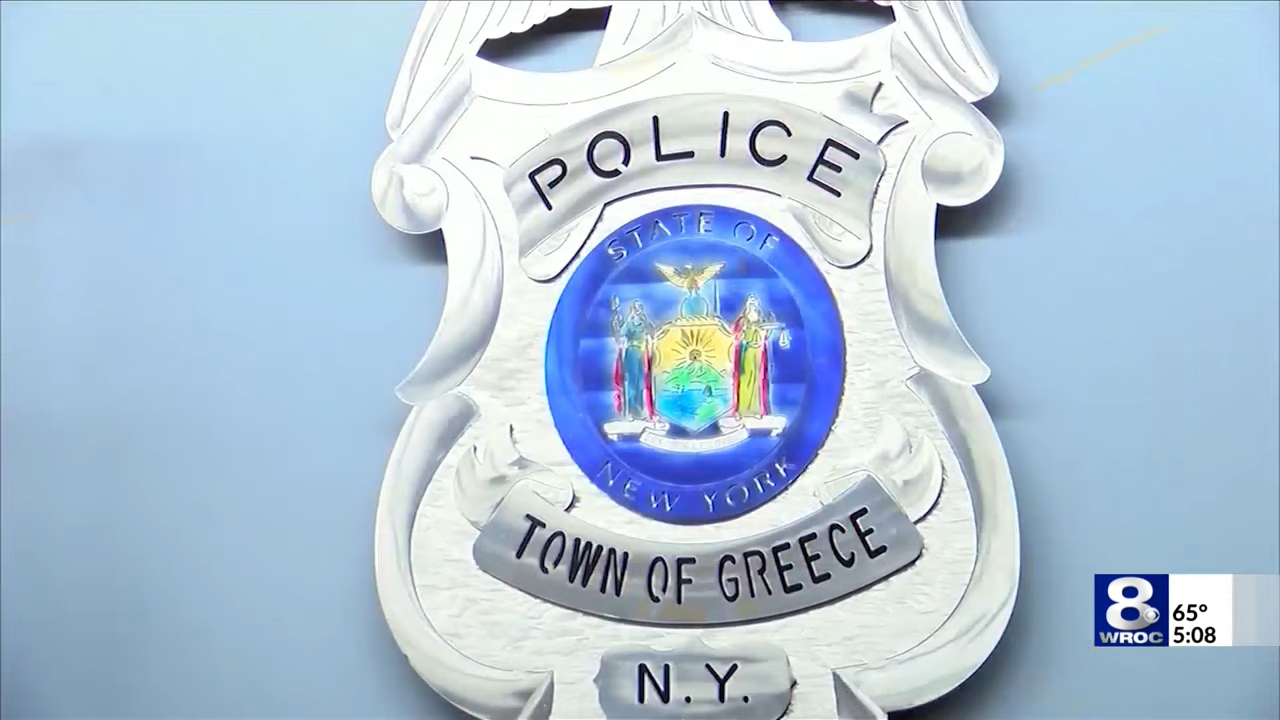 POLICE
STATE OF
NEW YORK
TOWN OF GREECE
N.Y.
8
WROC
65°
5:08